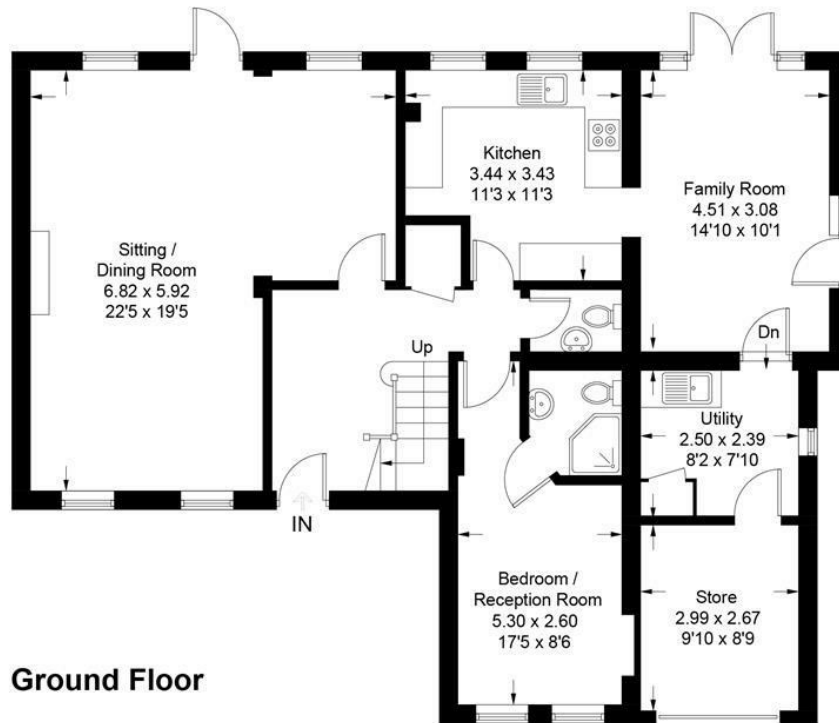 Kitchen
3.44 x 3.43
11'3 x 11'3
Family Room
4.51 x 3.08
14'10 x 10'1
Sitting /
Dining Room
6.82 x 5.92
22'5 x 19'5
Up
Dn
Utility
2.50 x 2.39
8'2 x 7'10
IN
Bedroom /
Reception Room
5.30 x 2.60
17'5 x 8'6
Store
2.99 x 2.67
9'10 x 8'9
Ground Floor